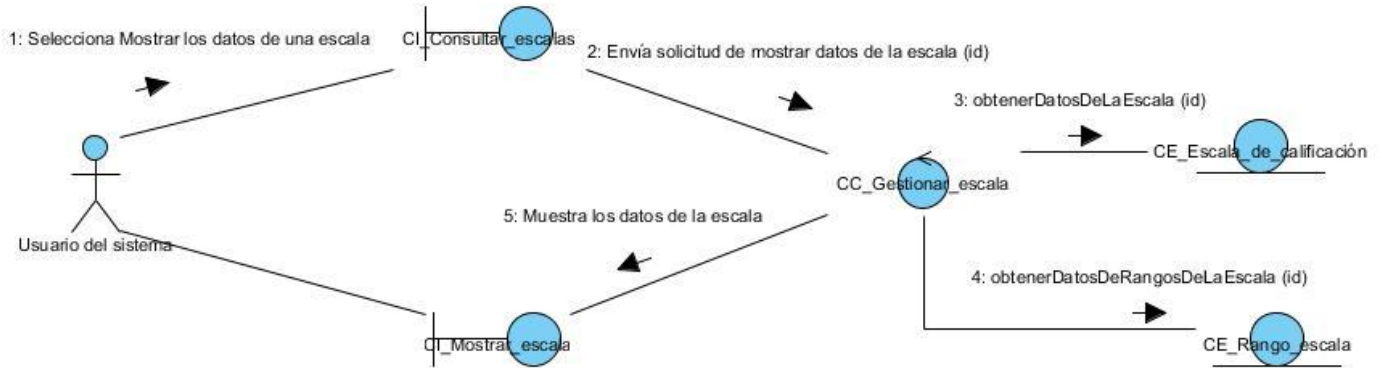 1: Selecciona Mostrar los datos de una escala
CI_Consultar_escalas
2: Envía solicitud de mostrar datos de la escala (id)
3: obtenerDatosDeLaEscala (id)
CE_Escala_de_calificación
CC_Gestionar_escala
5: Muestra los datos de la escala
Usuario del sistema
4: obtenerDatosDeRangosDeLaEscala (id)
CI_Mostrar_escala
CE_Rango_escala